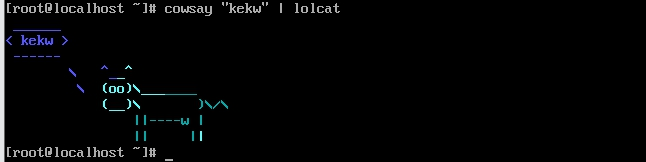 [root@localhost ~]# cowsay "kekw" | lolcat
 ______
< kekw >
 ------
        \   ^__^
         \  (oo)\_______
            (__)\       )\/\
                ||----w |
                ||     ||
[root@localhost ~]# _